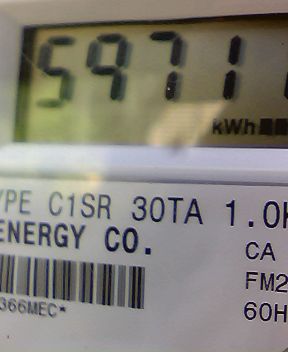 5971
kWh
YPE C1SR 30TA 1.0K
ENERGY CO.
CA
FM2
60H
366MEC*